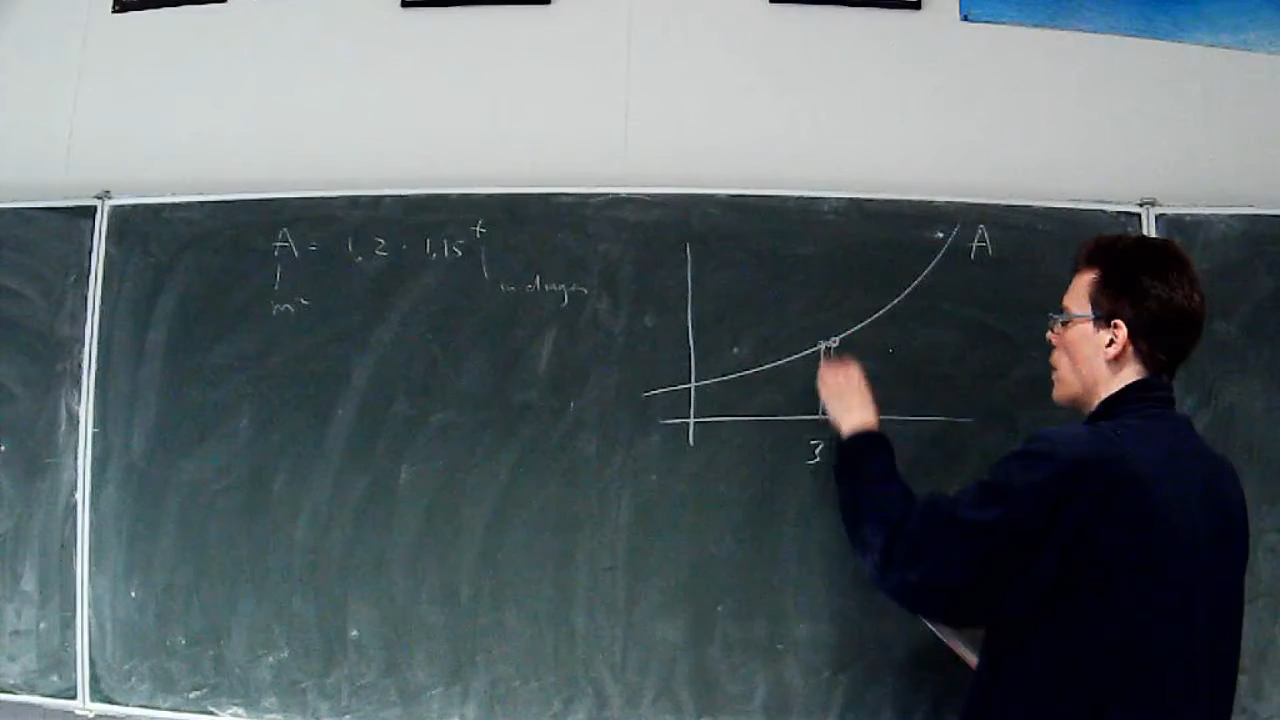 A = 1,2 · 1,15^t
m²
in dagen
A
3